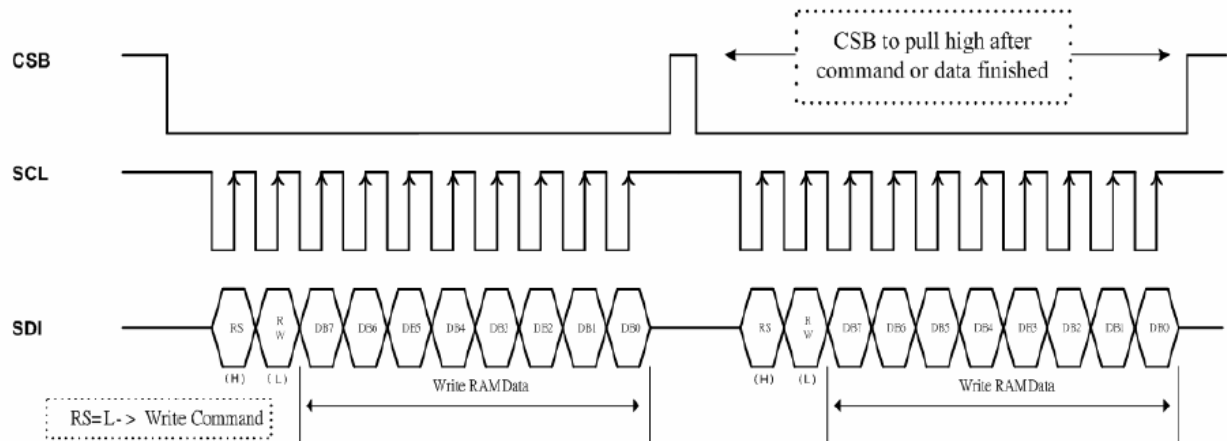 CSB to pull high after
command or data finished
CSB
SCL
SDI
RS R W DB7 DB6 DB5 DB4 DB3 DB2 DB1 DB0
RS R W DB7 DB6 DB5 DB4 DB3 DB2 DB1 DB0
(H) (L)
(H) (L)
Write RAMData
Write RAMData
RS=L-> Write Command